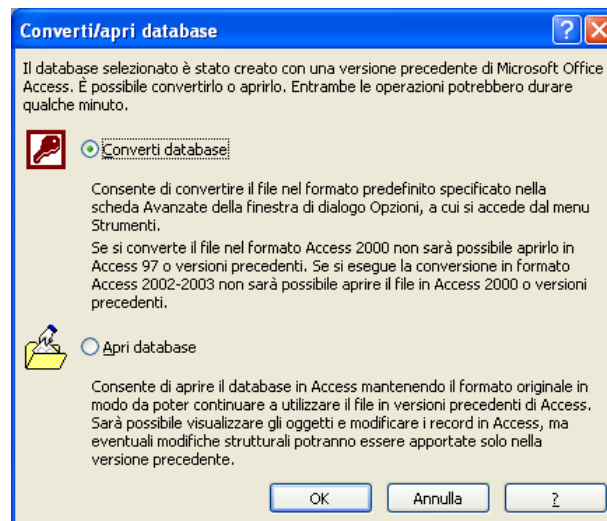 Converti/apri database
Il database selezionato è stato creato con una versione precedente di Microsoft Office
Access. È possibile convertirlo o aprirlo. Entrambe le operazioni potrebbero durare
qualche minuto.
Converti database
Consente di convertire il file nel formato predefinito specificato nella
scheda Avanzate della finestra di dialogo Opzioni, a cui si accede dal menu
Strumenti.
Se si converte il file nel formato Access 2000 non sarà possibile aprirlo in
Access 97 o versioni precedenti. Se si esegue la conversione in formato
Access 2002-2003 non sarà possibile aprire il file in Access 2000 o versioni
precedenti.
Apri database
Consente di aprire il database in Access mantenendo il formato originale in
modo da poter continuare a utilizzare il file in versioni precedenti di Access.
Sarà possibile visualizzare gli oggetti e modificare i record in Access, ma
eventuali modifiche strutturali potranno essere apportate solo nella
versione precedente.
OK Annulla ?